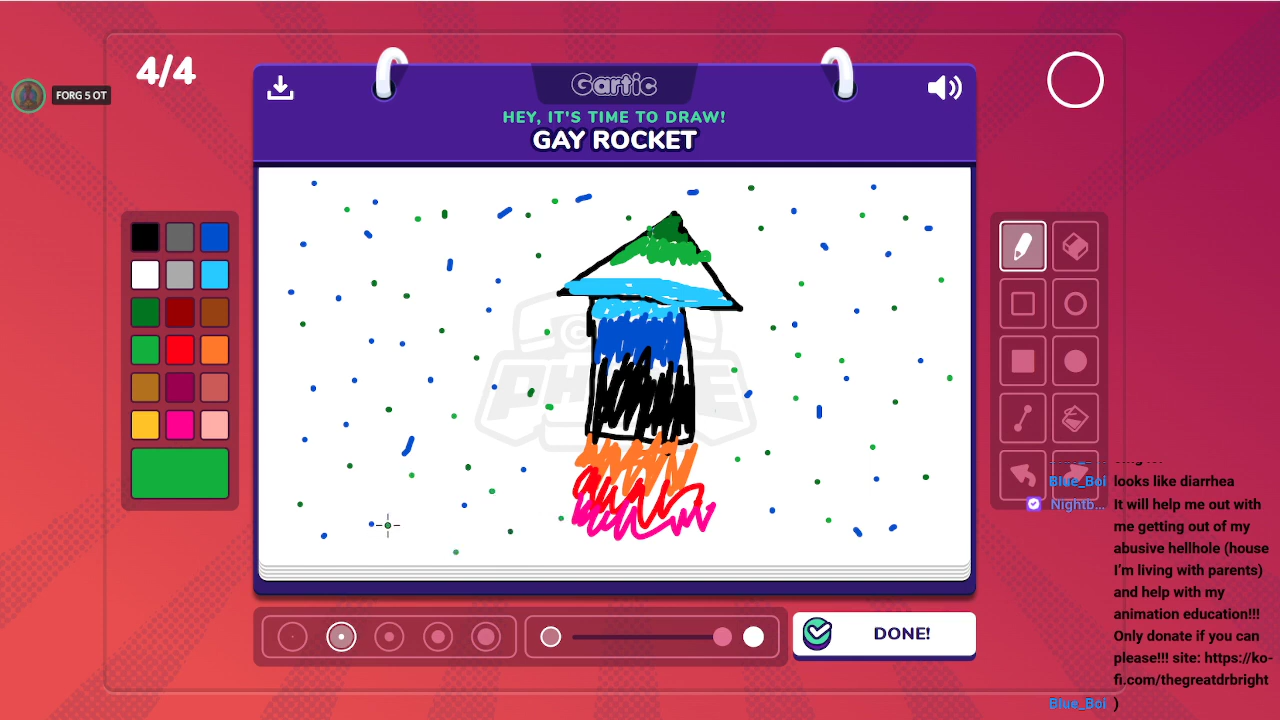 4/4
FORG 5 OT
Gartic
HEY, IT'S TIME TO DRAW!
GAY ROCKET
PHONE
DONE!
Blue_Boi looks like diarrhea
Nightb... It will help me out with
me getting out of my
abusive hellhole (house
I'm living with parents)
and help with my
animation education!!!
Only donate if you can
please!!! site: https://ko-
fi.com/thegreatdrbright
Blue_Boi )